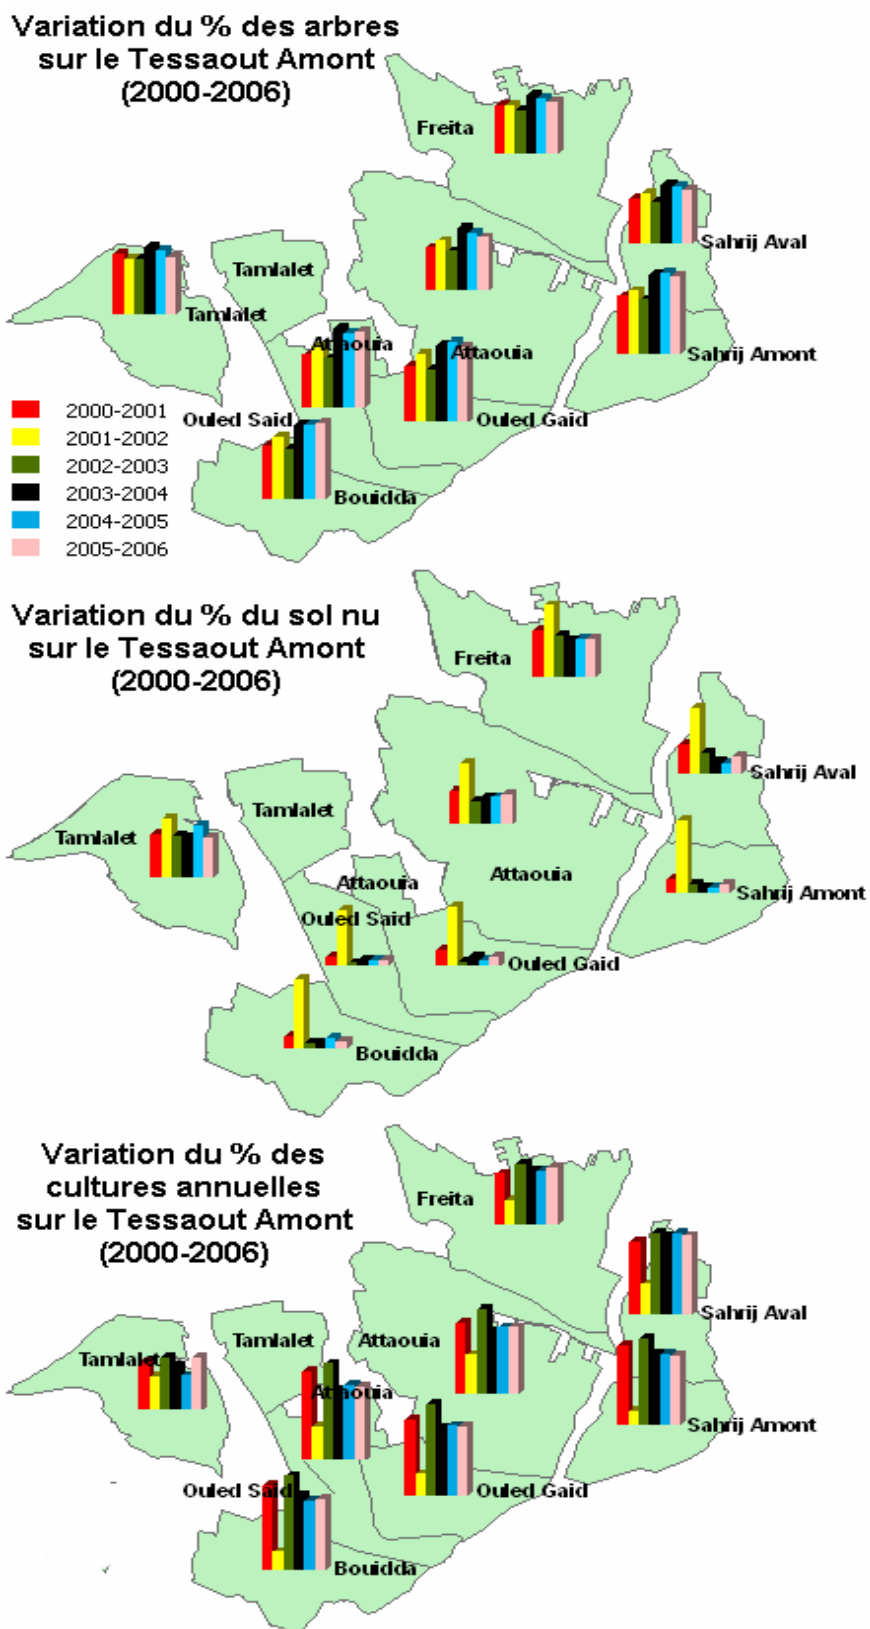 Variation du % des arbres
sur le Tessaout Amont
(2000-2006)
Freita
Sahrij Aval
Tamlalet
Tamlalet
Attaouia
Attaouia
Sahrij Amont
Ouled Said
Ouled Gaid
Bouidda
2000-2001
2001-2002
2002-2003
2003-2004
2004-2005
2005-2006
Variation du % du sol nu
sur le Tessaout Amont
(2000-2006)
Freita
Sahrij Aval
Tamlalet
Tamlalet
Attaouia
Attaouia
Sahrij Amont
Ouled Said
Ouled Gaid
Bouidda
Variation du % des
cultures annuelles
sur le Tessaout Amont
(2000-2006)
Freita
Sahrij Aval
Tamlalet
Attaouia
Tamlalet
Attaouia
Sahrij Amont
Ouled Said
Ouled Gaid
Bouidda